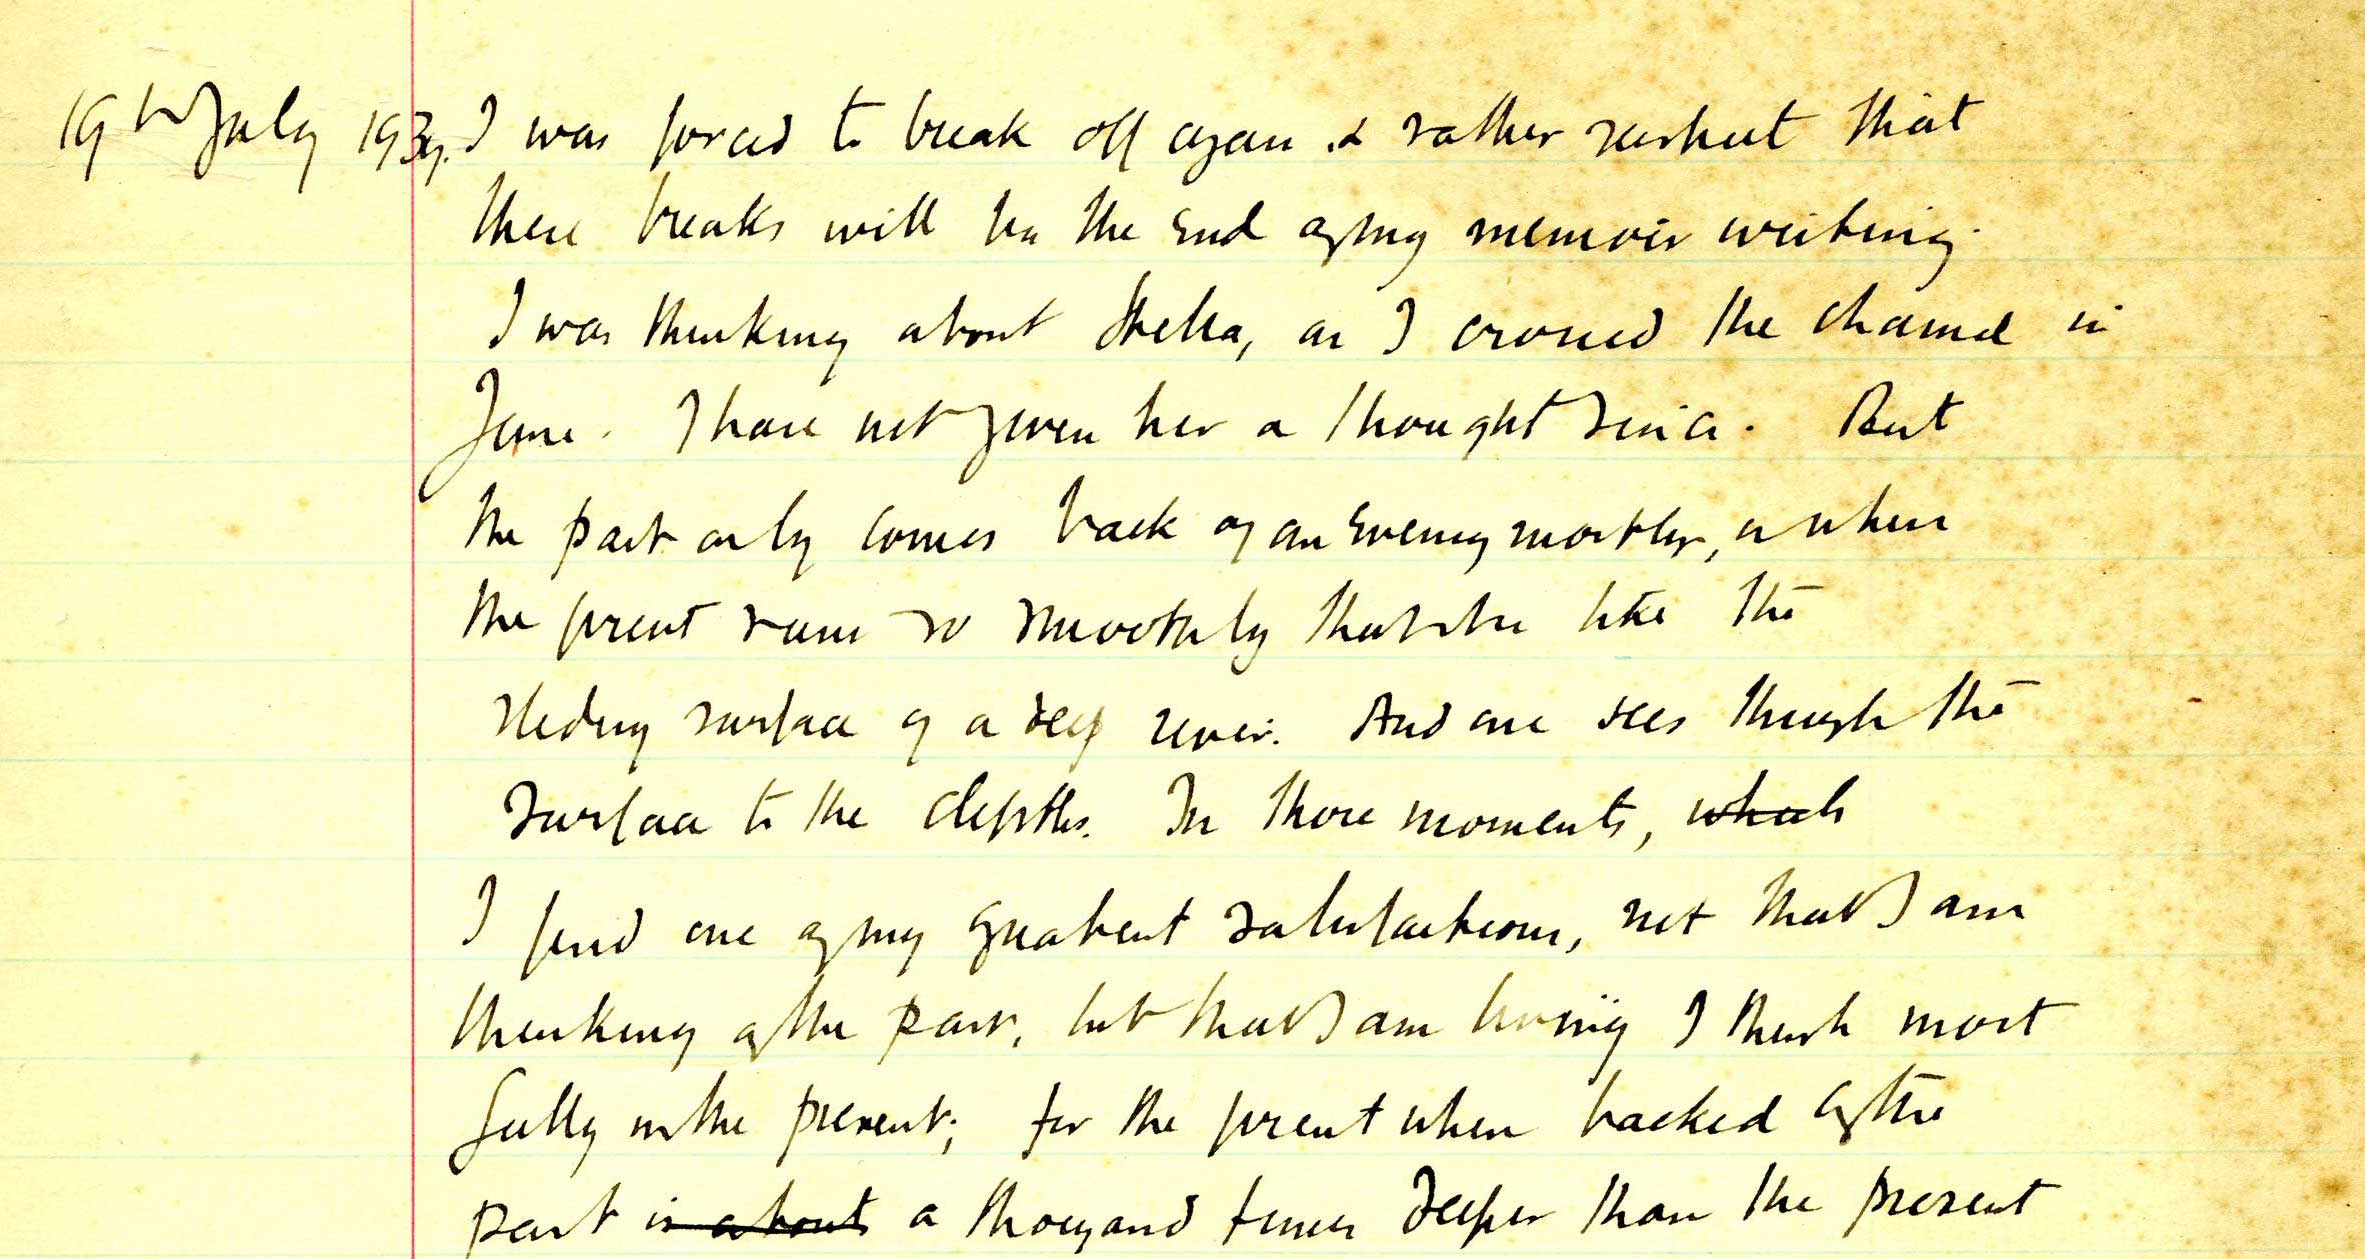 19th July 1939. I was forced to break off again & rather suspect that
these breaks will be the end of my memoir writing.
I was thinking about Stella, as I crossed the Channel in
June. I have not given her a thought since. But
the past only comes back of an evening mostly, or when
the present runs so smoothly that it is like the
sliding surface of a deep river. And one sees through the
surface to the depths. In those moments, which
I find one of my greatest satisfactions, not that I am
thinking of the past, but that I am living I think most
fully in the present; for the present when backed by the
past is about a thousand times deeper than the present